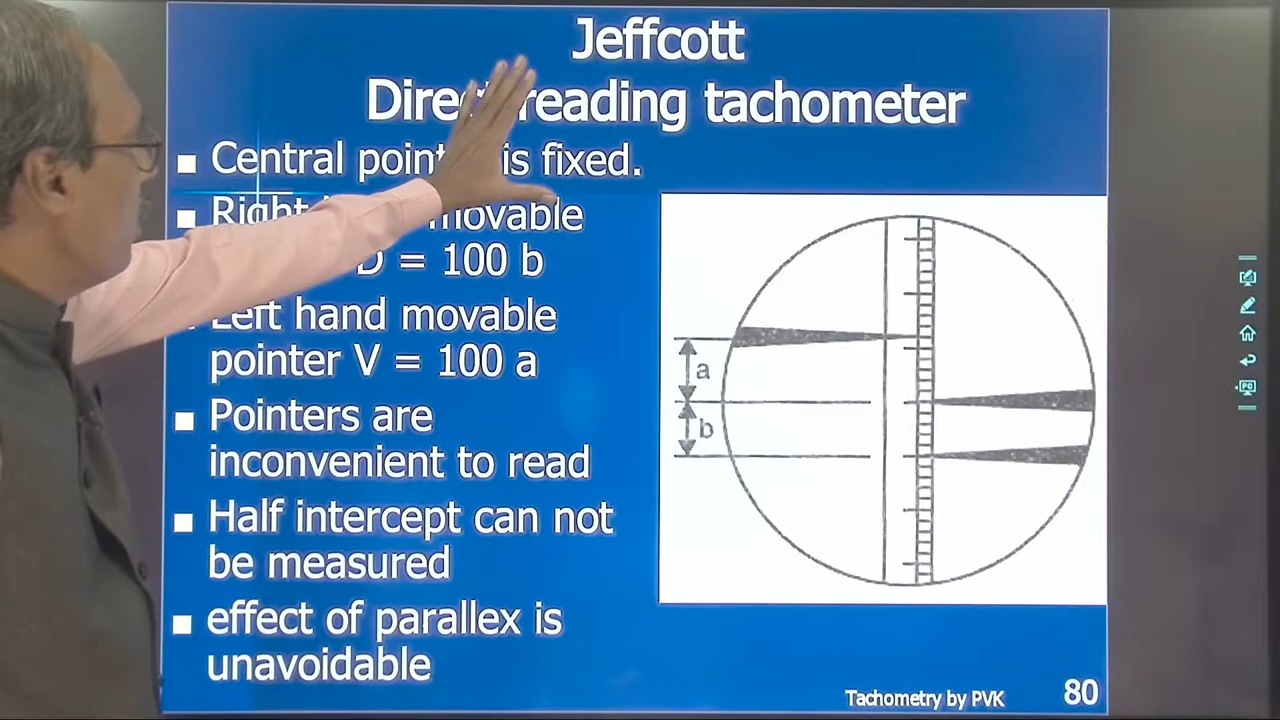 Jeffcott
reading tachometer
Central is fixed.
movable
= 100 b
Left hand movable
pointer V = 100 a
Pointers are
inconvenient to read
Half intercept can not
be measured
effect of parallex is
unavoidable
a
b
Tachometry by PVK 80